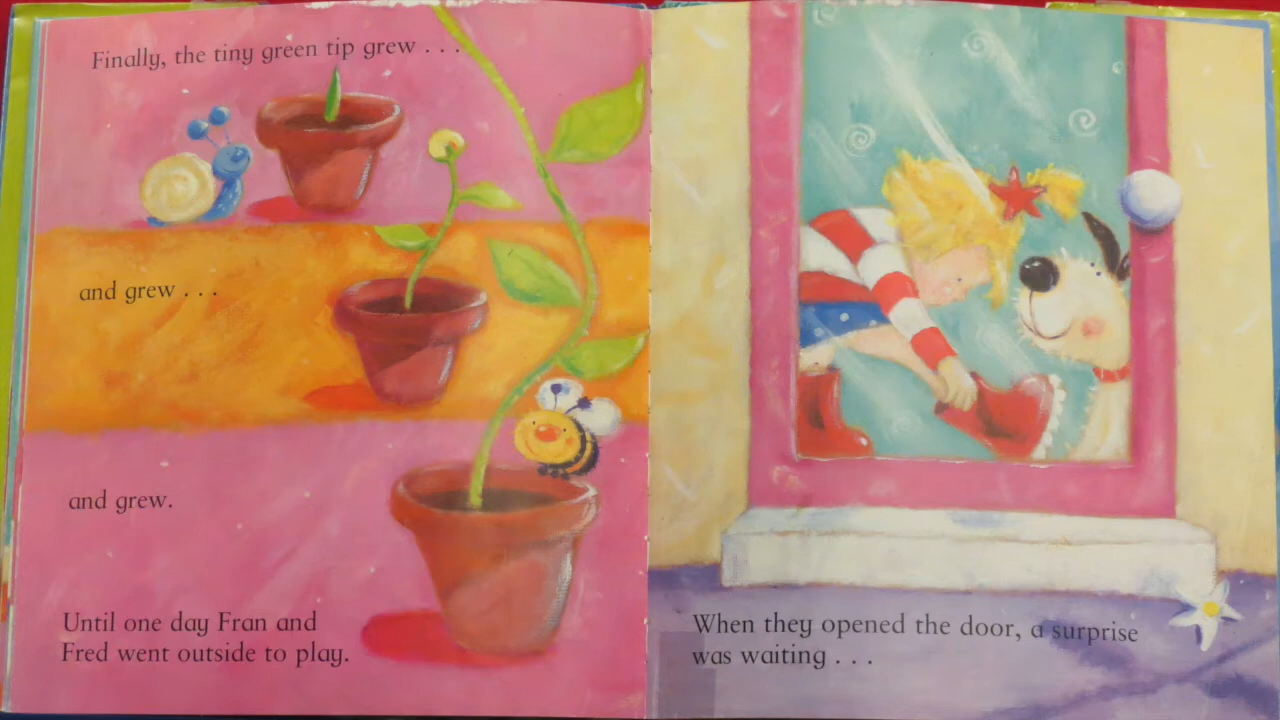 Finally, the tiny green tip grew . . .
and grew . . .
and grew.
Until one day Fran and
Fred went outside to play.
When they opened the door, a surprise
was waiting . . .